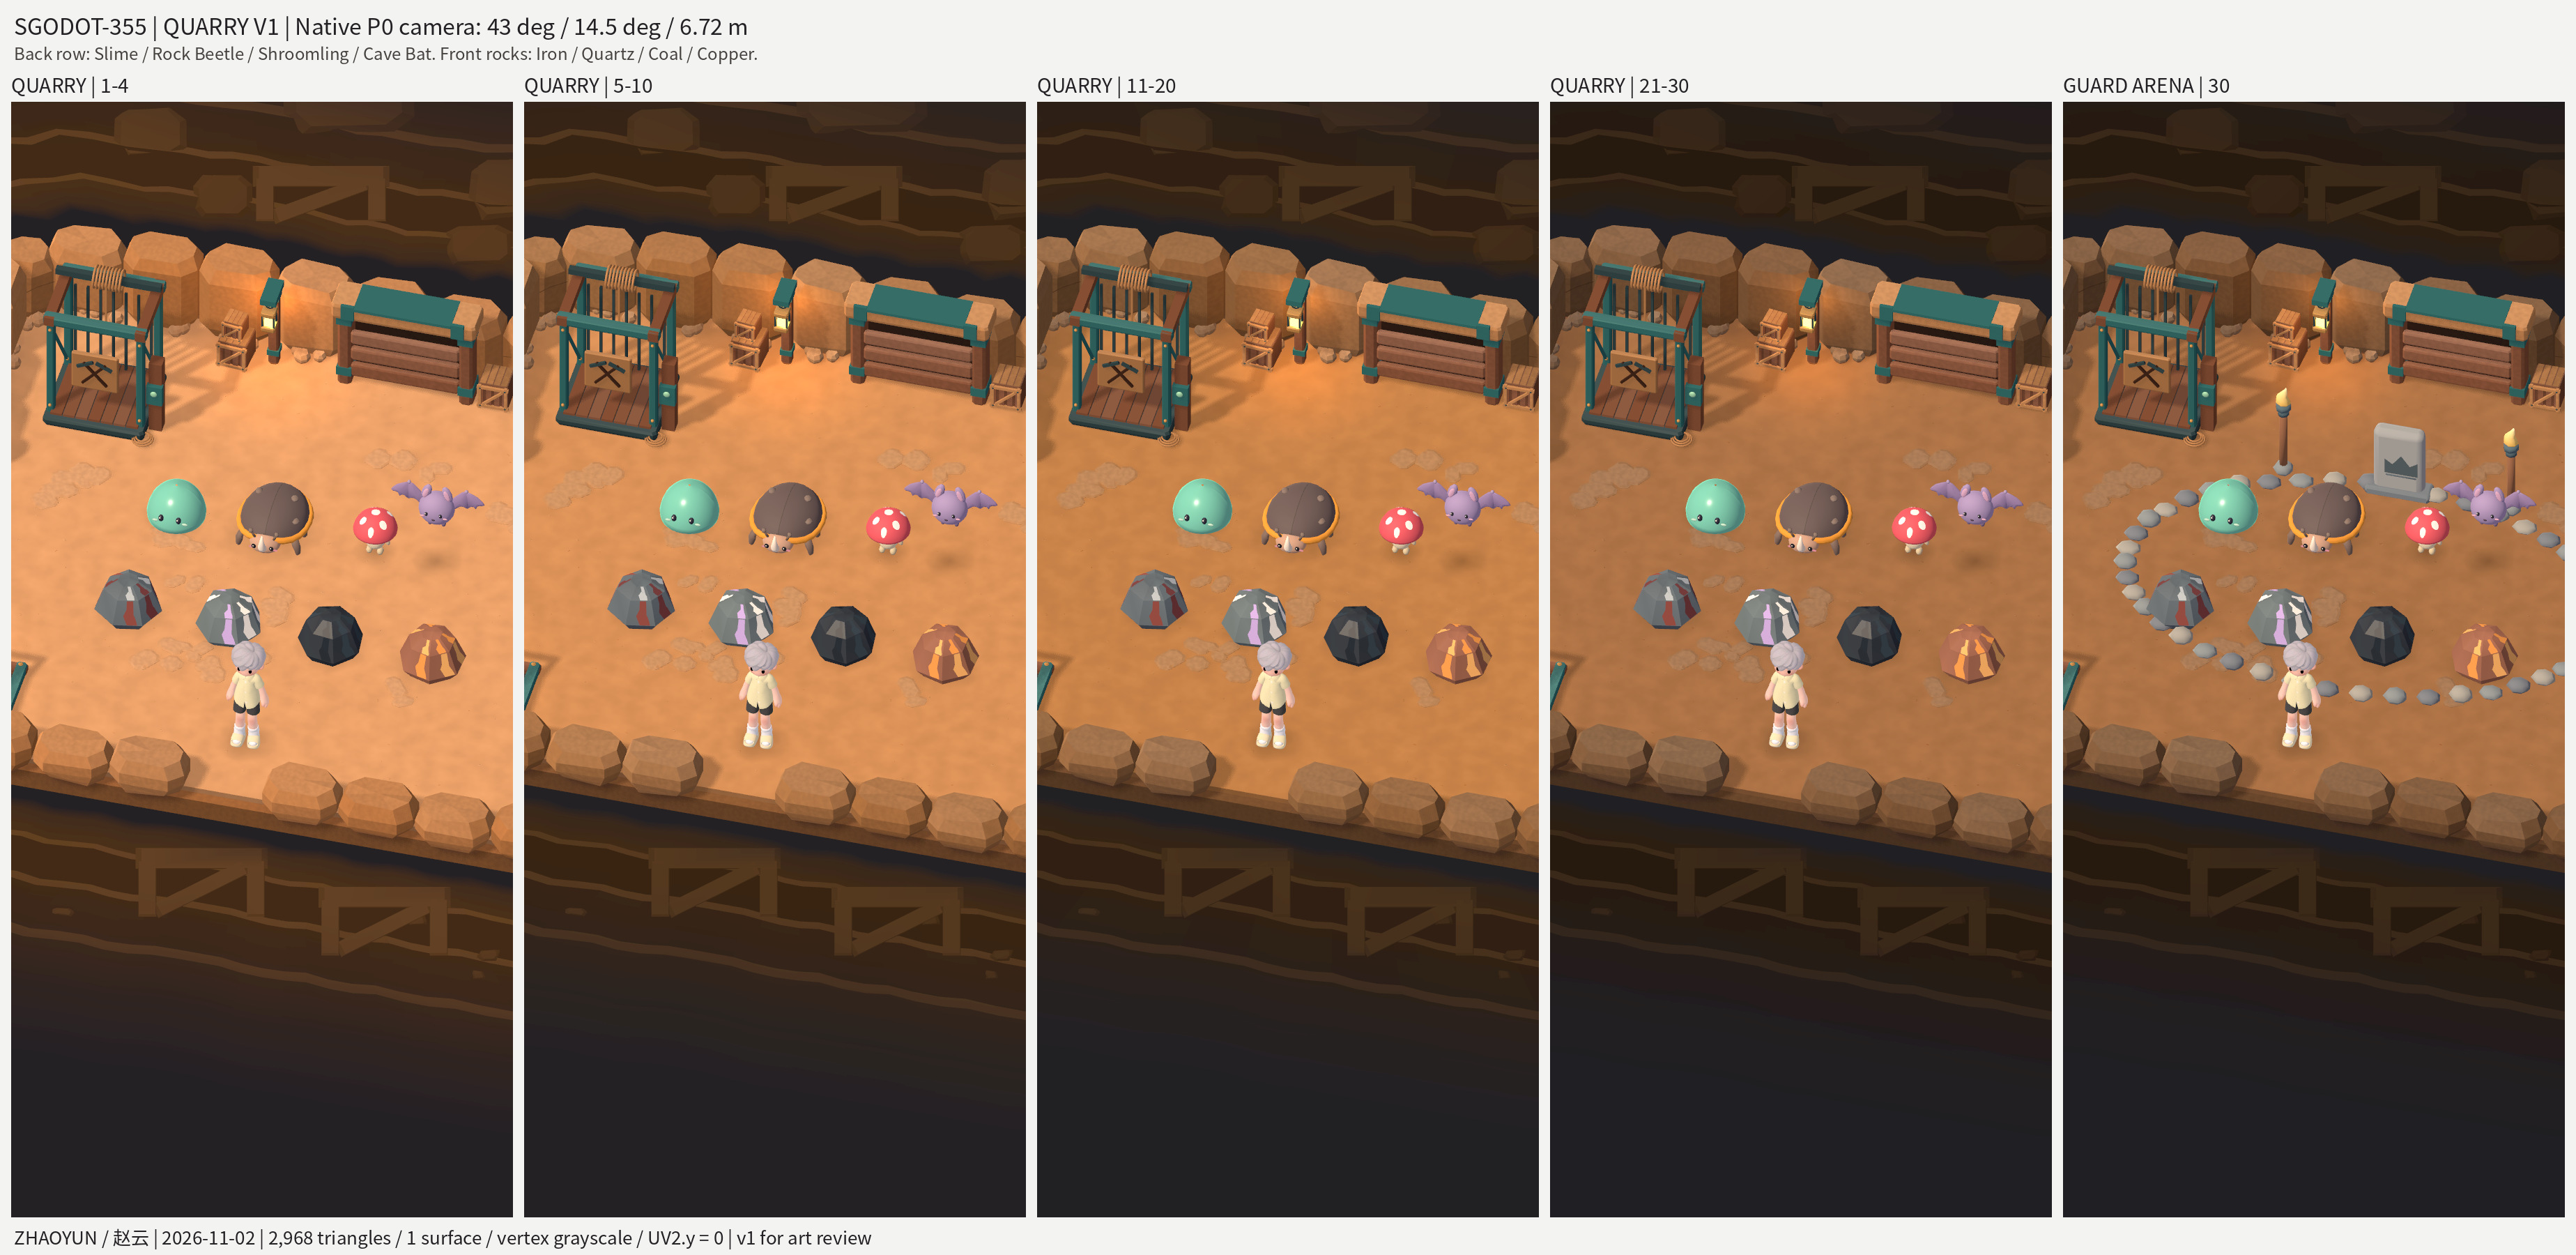 SGODOT-355 | QUARRY V1 | Native P0 camera: 43 deg / 14.5 deg / 6.72 m
Back row: Slime / Rock Beetle / Shroomling / Cave Bat. Front rocks: Iron / Quartz / Coal / Copper.
QUARRY | 1-4
QUARRY | 5-10
QUARRY | 11-20
QUARRY | 21-30
GUARD ARENA | 30
ZHAOYUN / 赵云 | 2026-11-02 | 2,968 triangles / 1 surface / vertex grayscale / UV2.y = 0 | v1 for art review